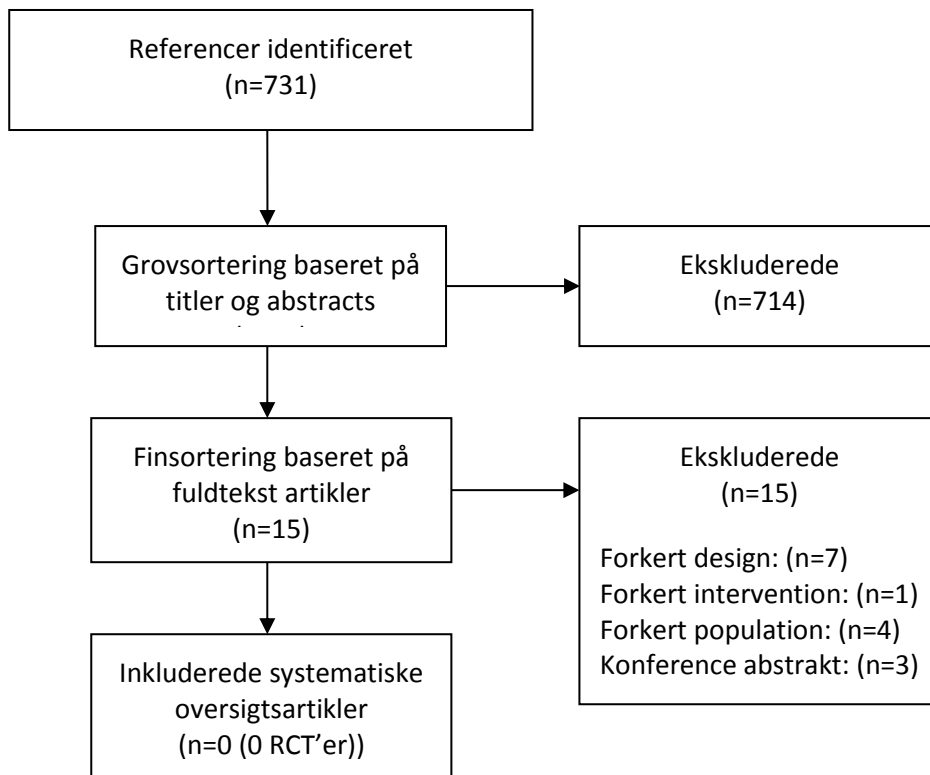 Referencer identificeret
(n=731)
Grovsortering baseret på
titler og abstracts
Ekskluderede
(n=714)
Finsortering baseret på
fuldtekst artikler
(n=15)
Ekskluderede
(n=15)
Forkert design: (n=7)
Forkert intervention: (n=1)
Forkert population: (n=4)
Konference abstrakt: (n=3)
Inkluderede systematiske
oversigtsartikler
(n=0 (0 RCT’er))